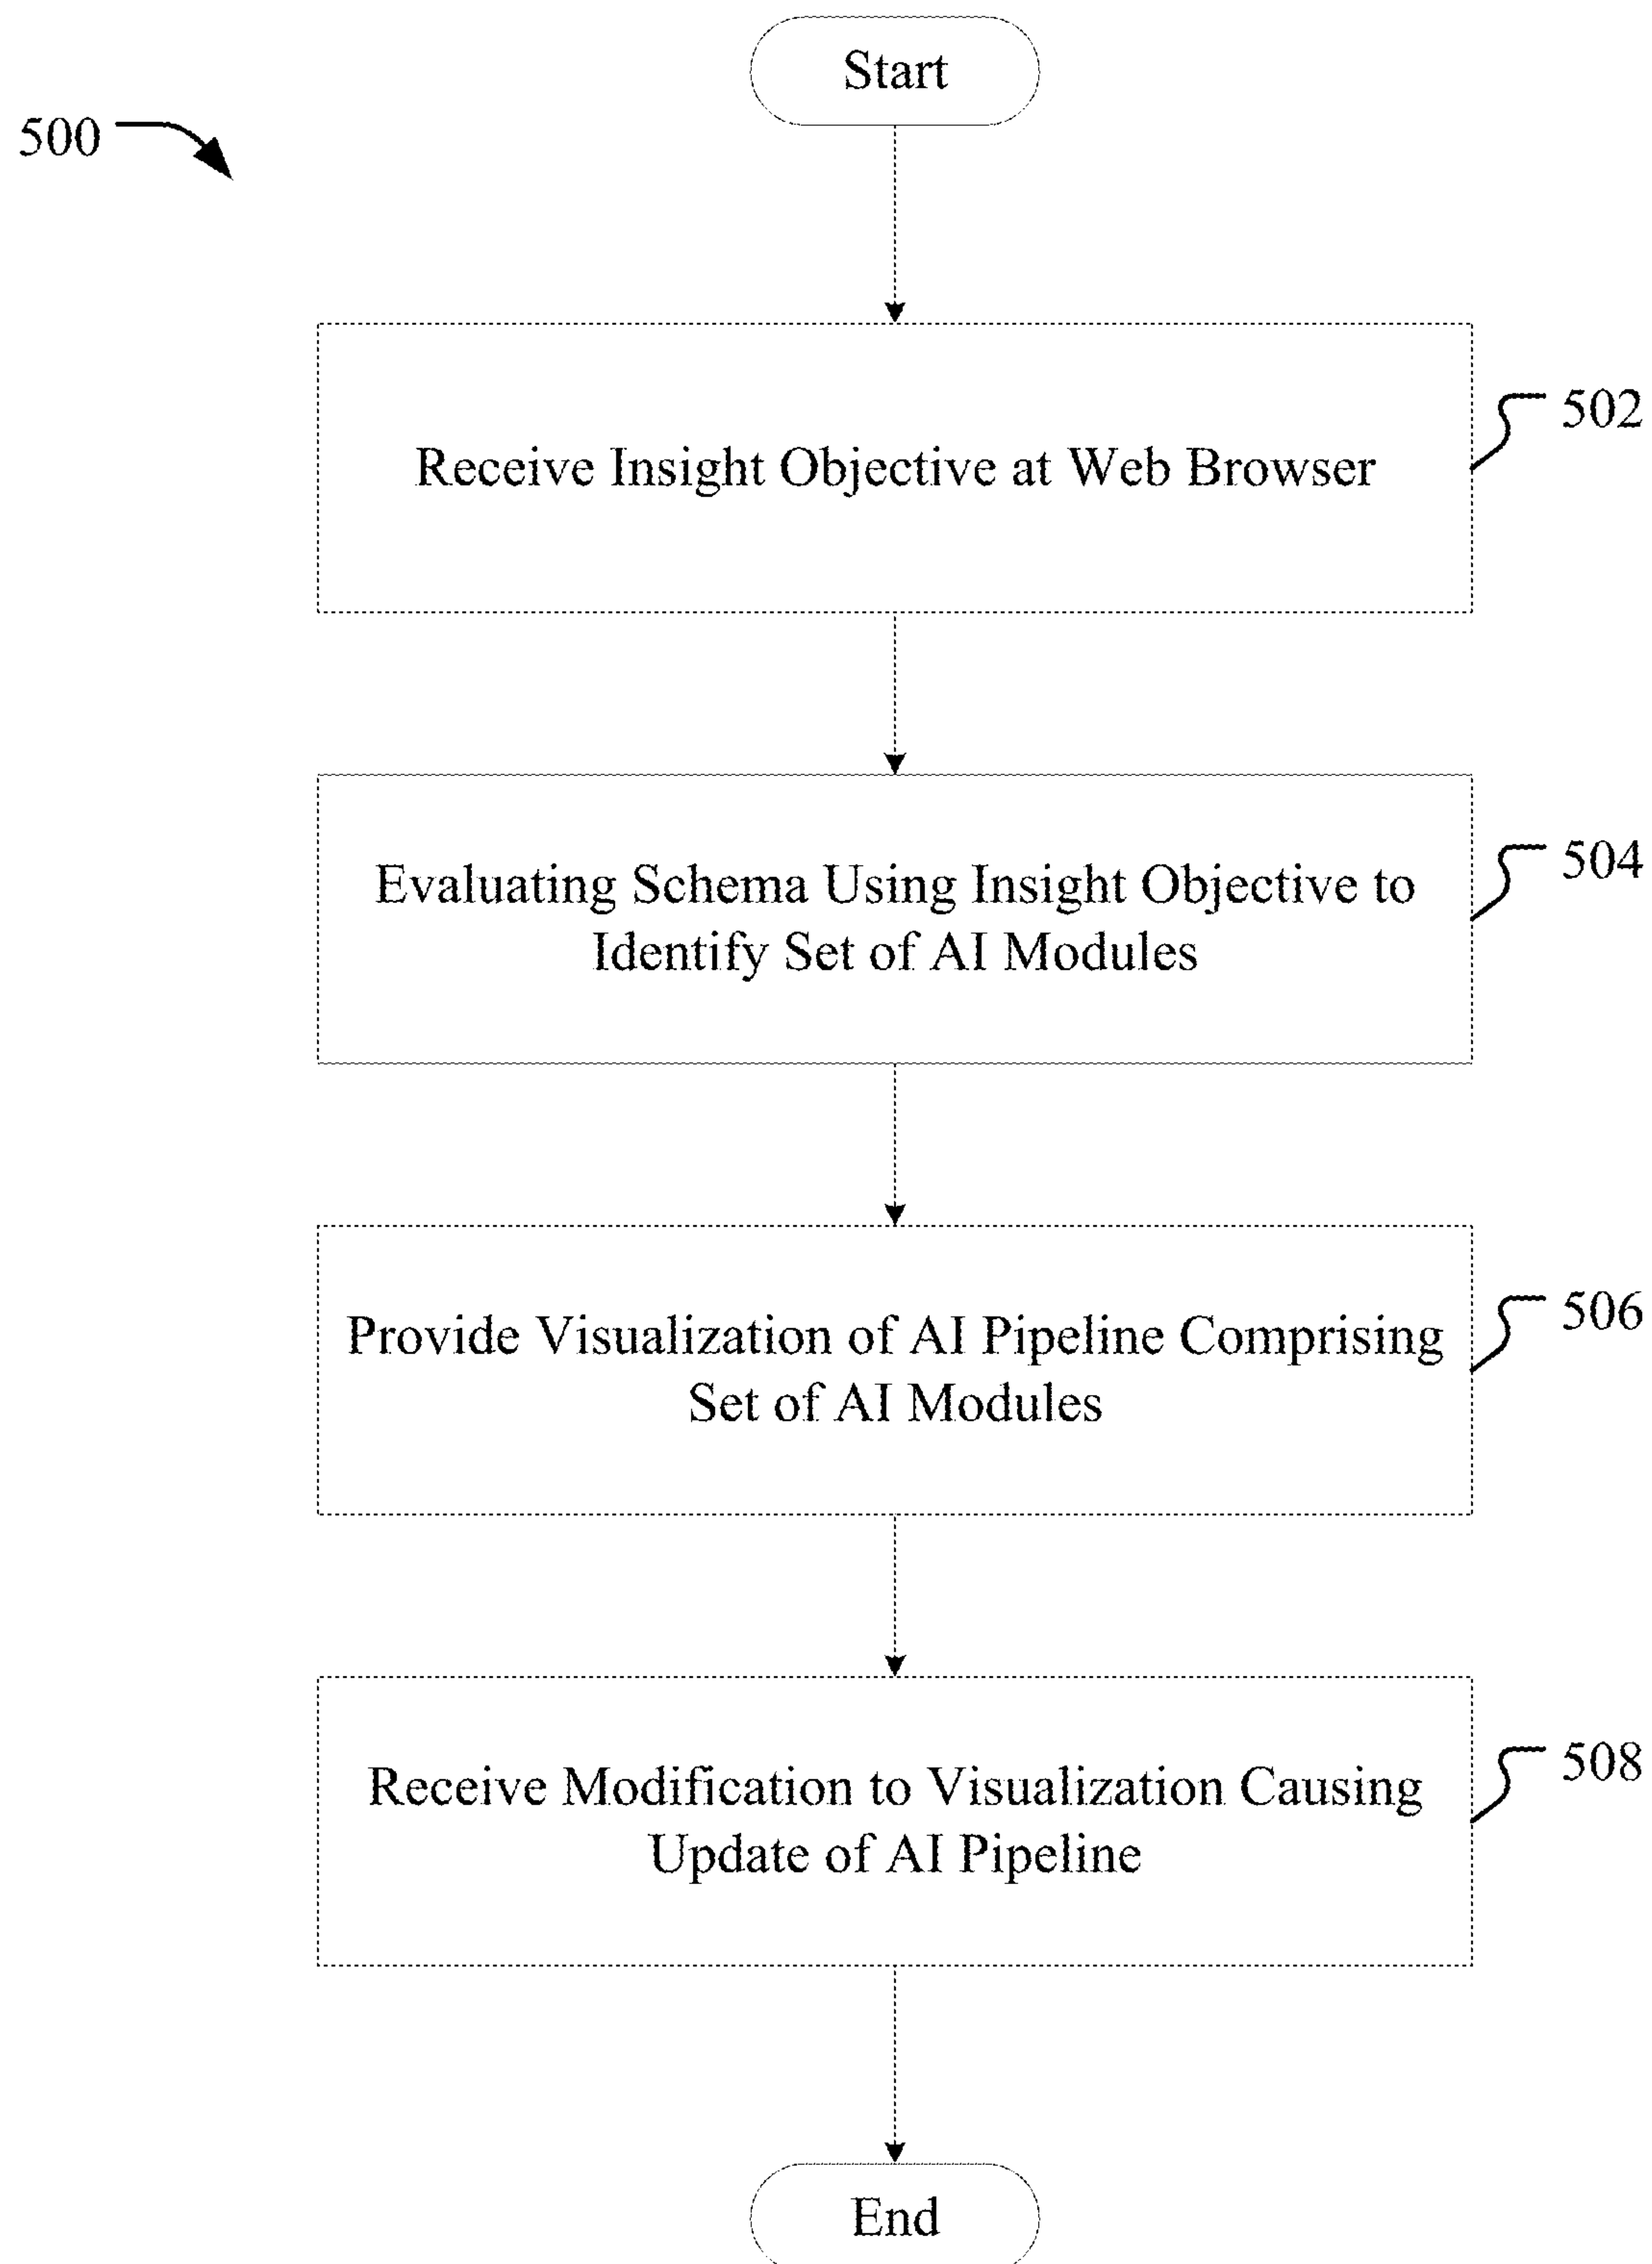 Start
500
Receive Insight Objective at Web Browser
502
Evaluating Schema Using Insight Objective to
Identify Set of AI Modules
504
Provide Visualization of AI Pipeline Comprising
Set of AI Modules
506
Receive Modification to Visualization Causing
Update of AI Pipeline
508
End